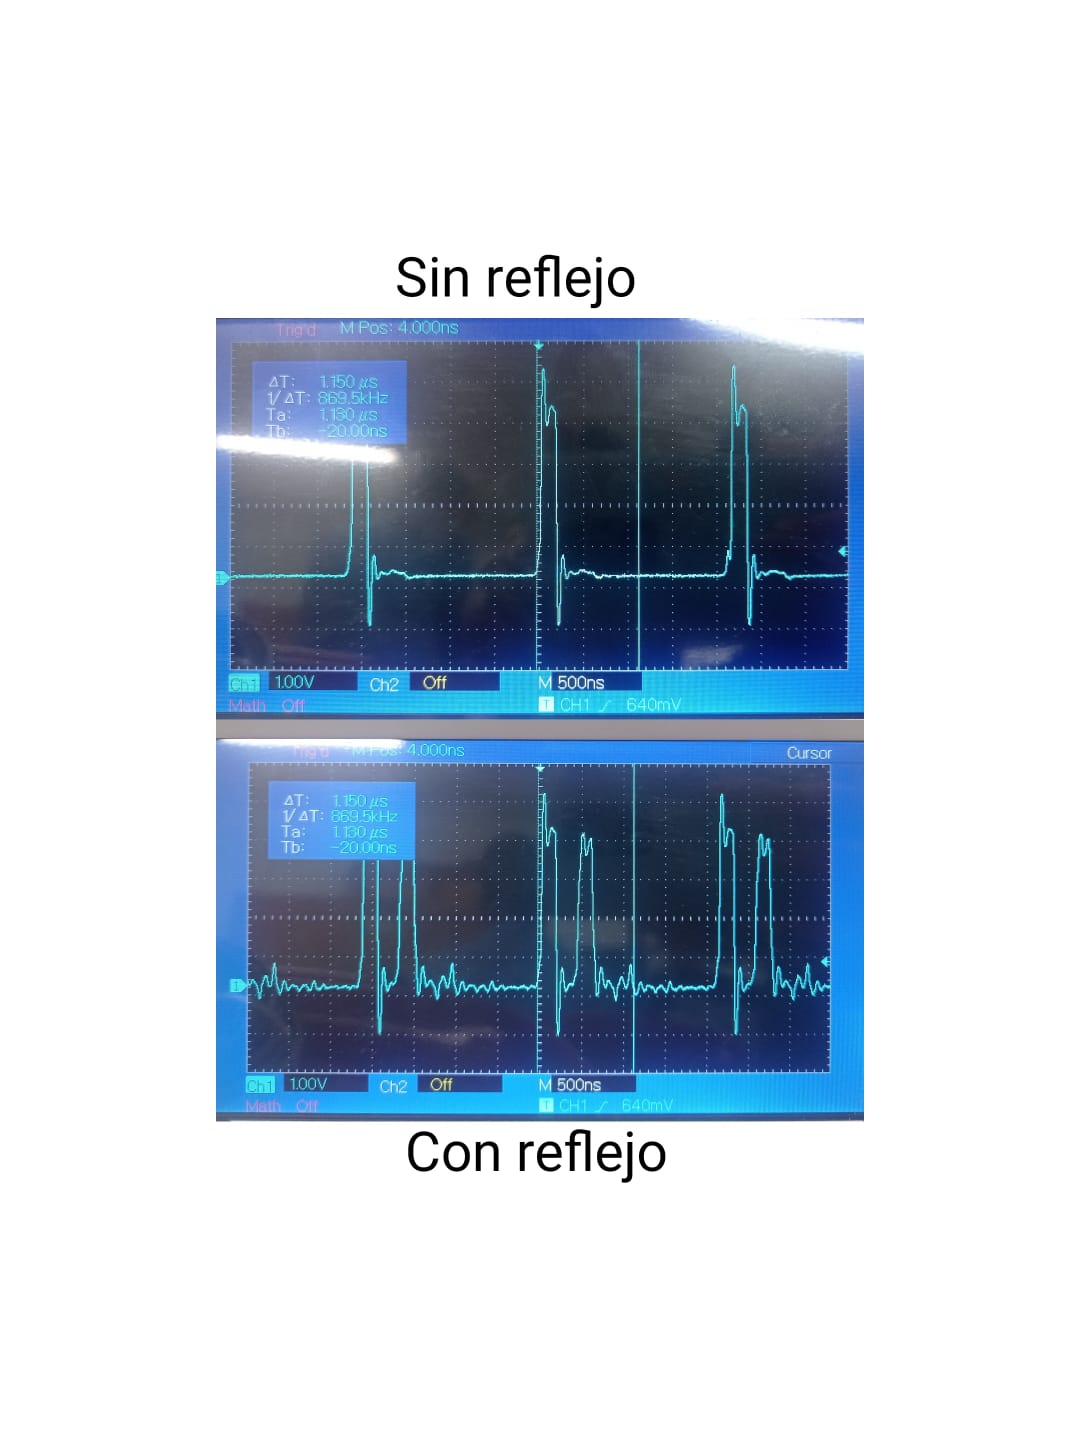 Sin reflejo
Trig'd M Pos: 4.000ns
ΔT: 1.150 µs
1/ΔT: 869.5kHz
Ta: 1.130 µs
Tb: -20.00ns
Ch1 1.00V Ch2 Off M 500ns
Math Off T CH1 640mV
Trig'd M Pos: 4.000ns Cursor
ΔT: 1.150 µs
1/ΔT: 869.5kHz
Ta: 1.130 µs
Tb: -20.00ns
1
Ch1 1.00V Ch2 Off M 500ns
Math Off T CH1 640mV
Con reflejo